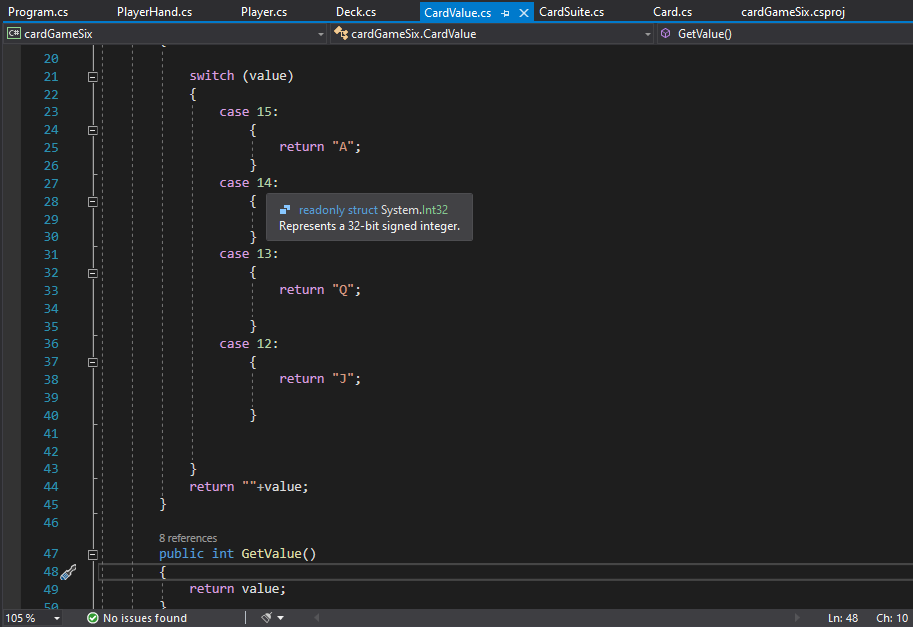 Program.cs PlayerHand.cs Player.cs Deck.cs CardValue.cs CardSuite.cs Card.cs cardGameSix.csproj
C# cardGameSix cardGameSix.CardValue GetValue()
20 {
21 switch (value)
22 {
23 case 15:
24 {
25 return "A";
26 }
27 case 14:
28 {
29
30 }
31 case 13:
32 {
33 return "Q";
34
35 }
36 case 12:
37 {
38 return "J";
39
40 }
41
42
43 }
44 return ""+value;
45 }
46
8 references
47 public int GetValue()
48 {
49 return value;
50 }
readonly struct System.Int32
Represents a 32-bit signed integer.
105 % No issues found Ln: 48 Ch: 10